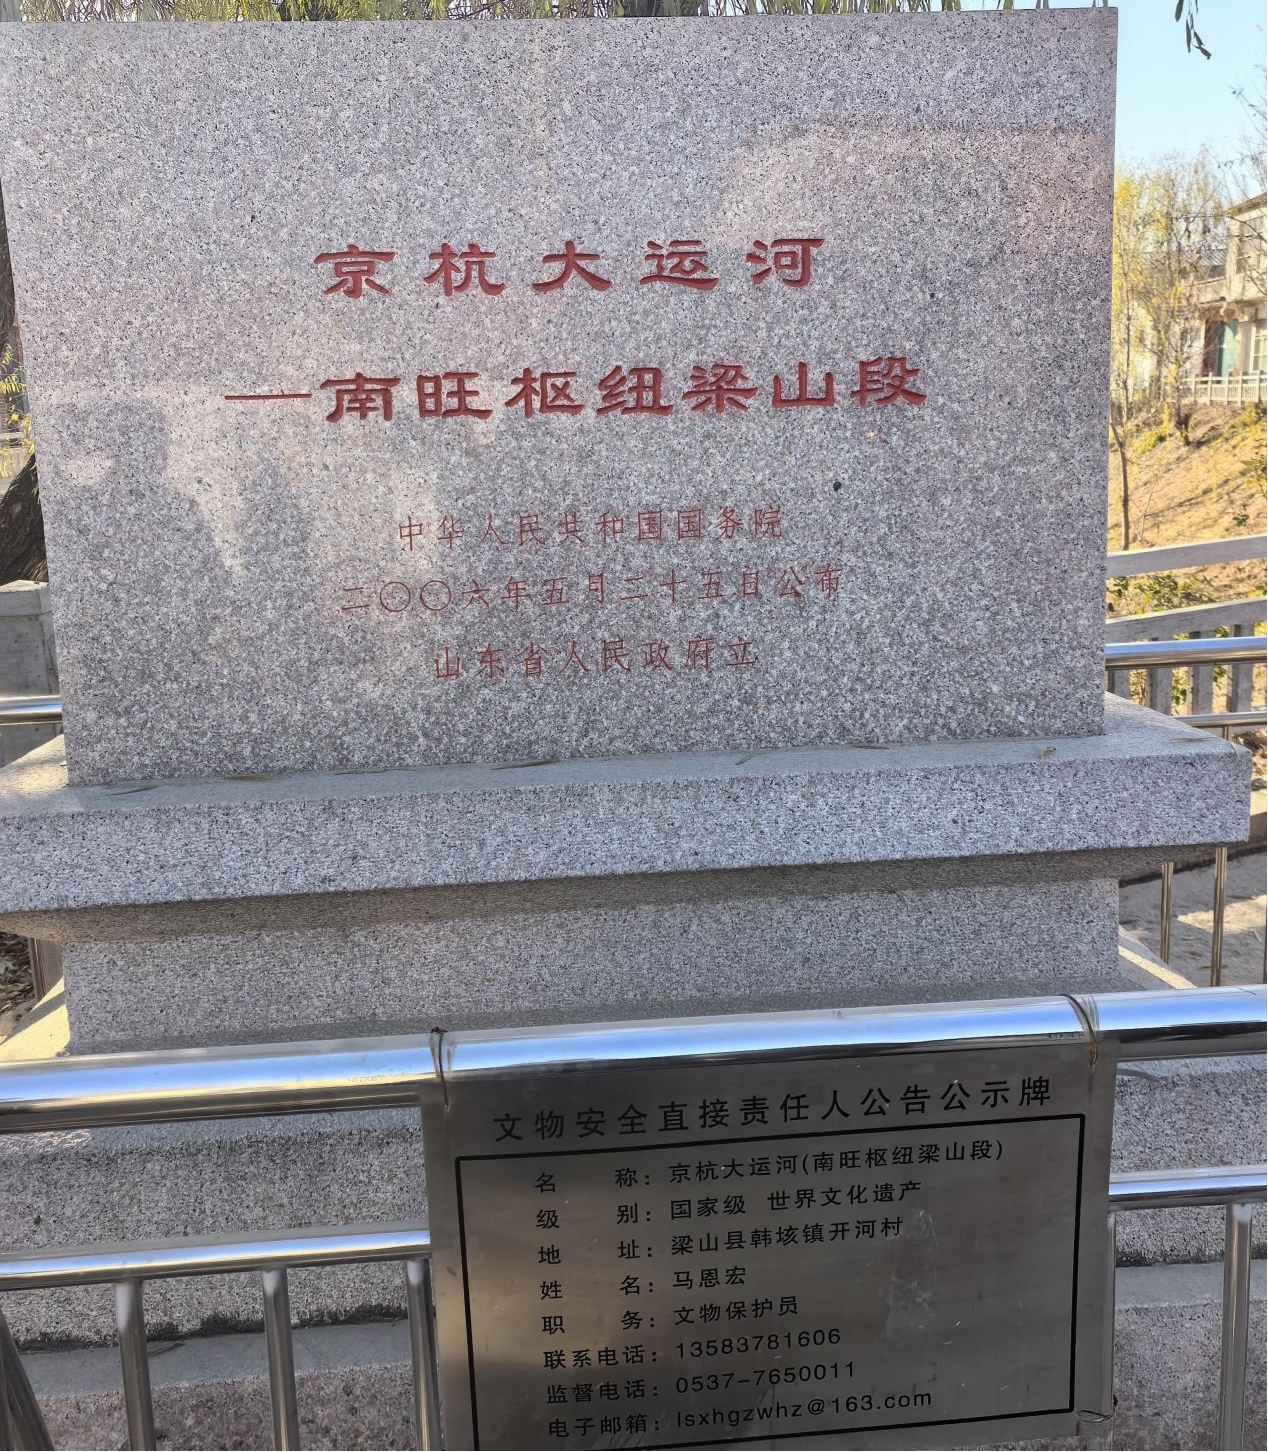 京杭大运河
——南旺枢纽梁山段
中华人民共和国国务院
二〇〇六年五月二十五日公布
山东省人民政府立
文物安全直接责任人公告公示牌
名 称：京杭大运河(南旺枢纽梁山段)
级 别：国家级 世界文化遗产
地 址：梁山县韩垓镇开河村
姓 名：马恩宏
职 务：文物保护员
联系电话：13583781606
监督电话：0537-7650011
电子邮箱：lsxhgzwhz@163.com